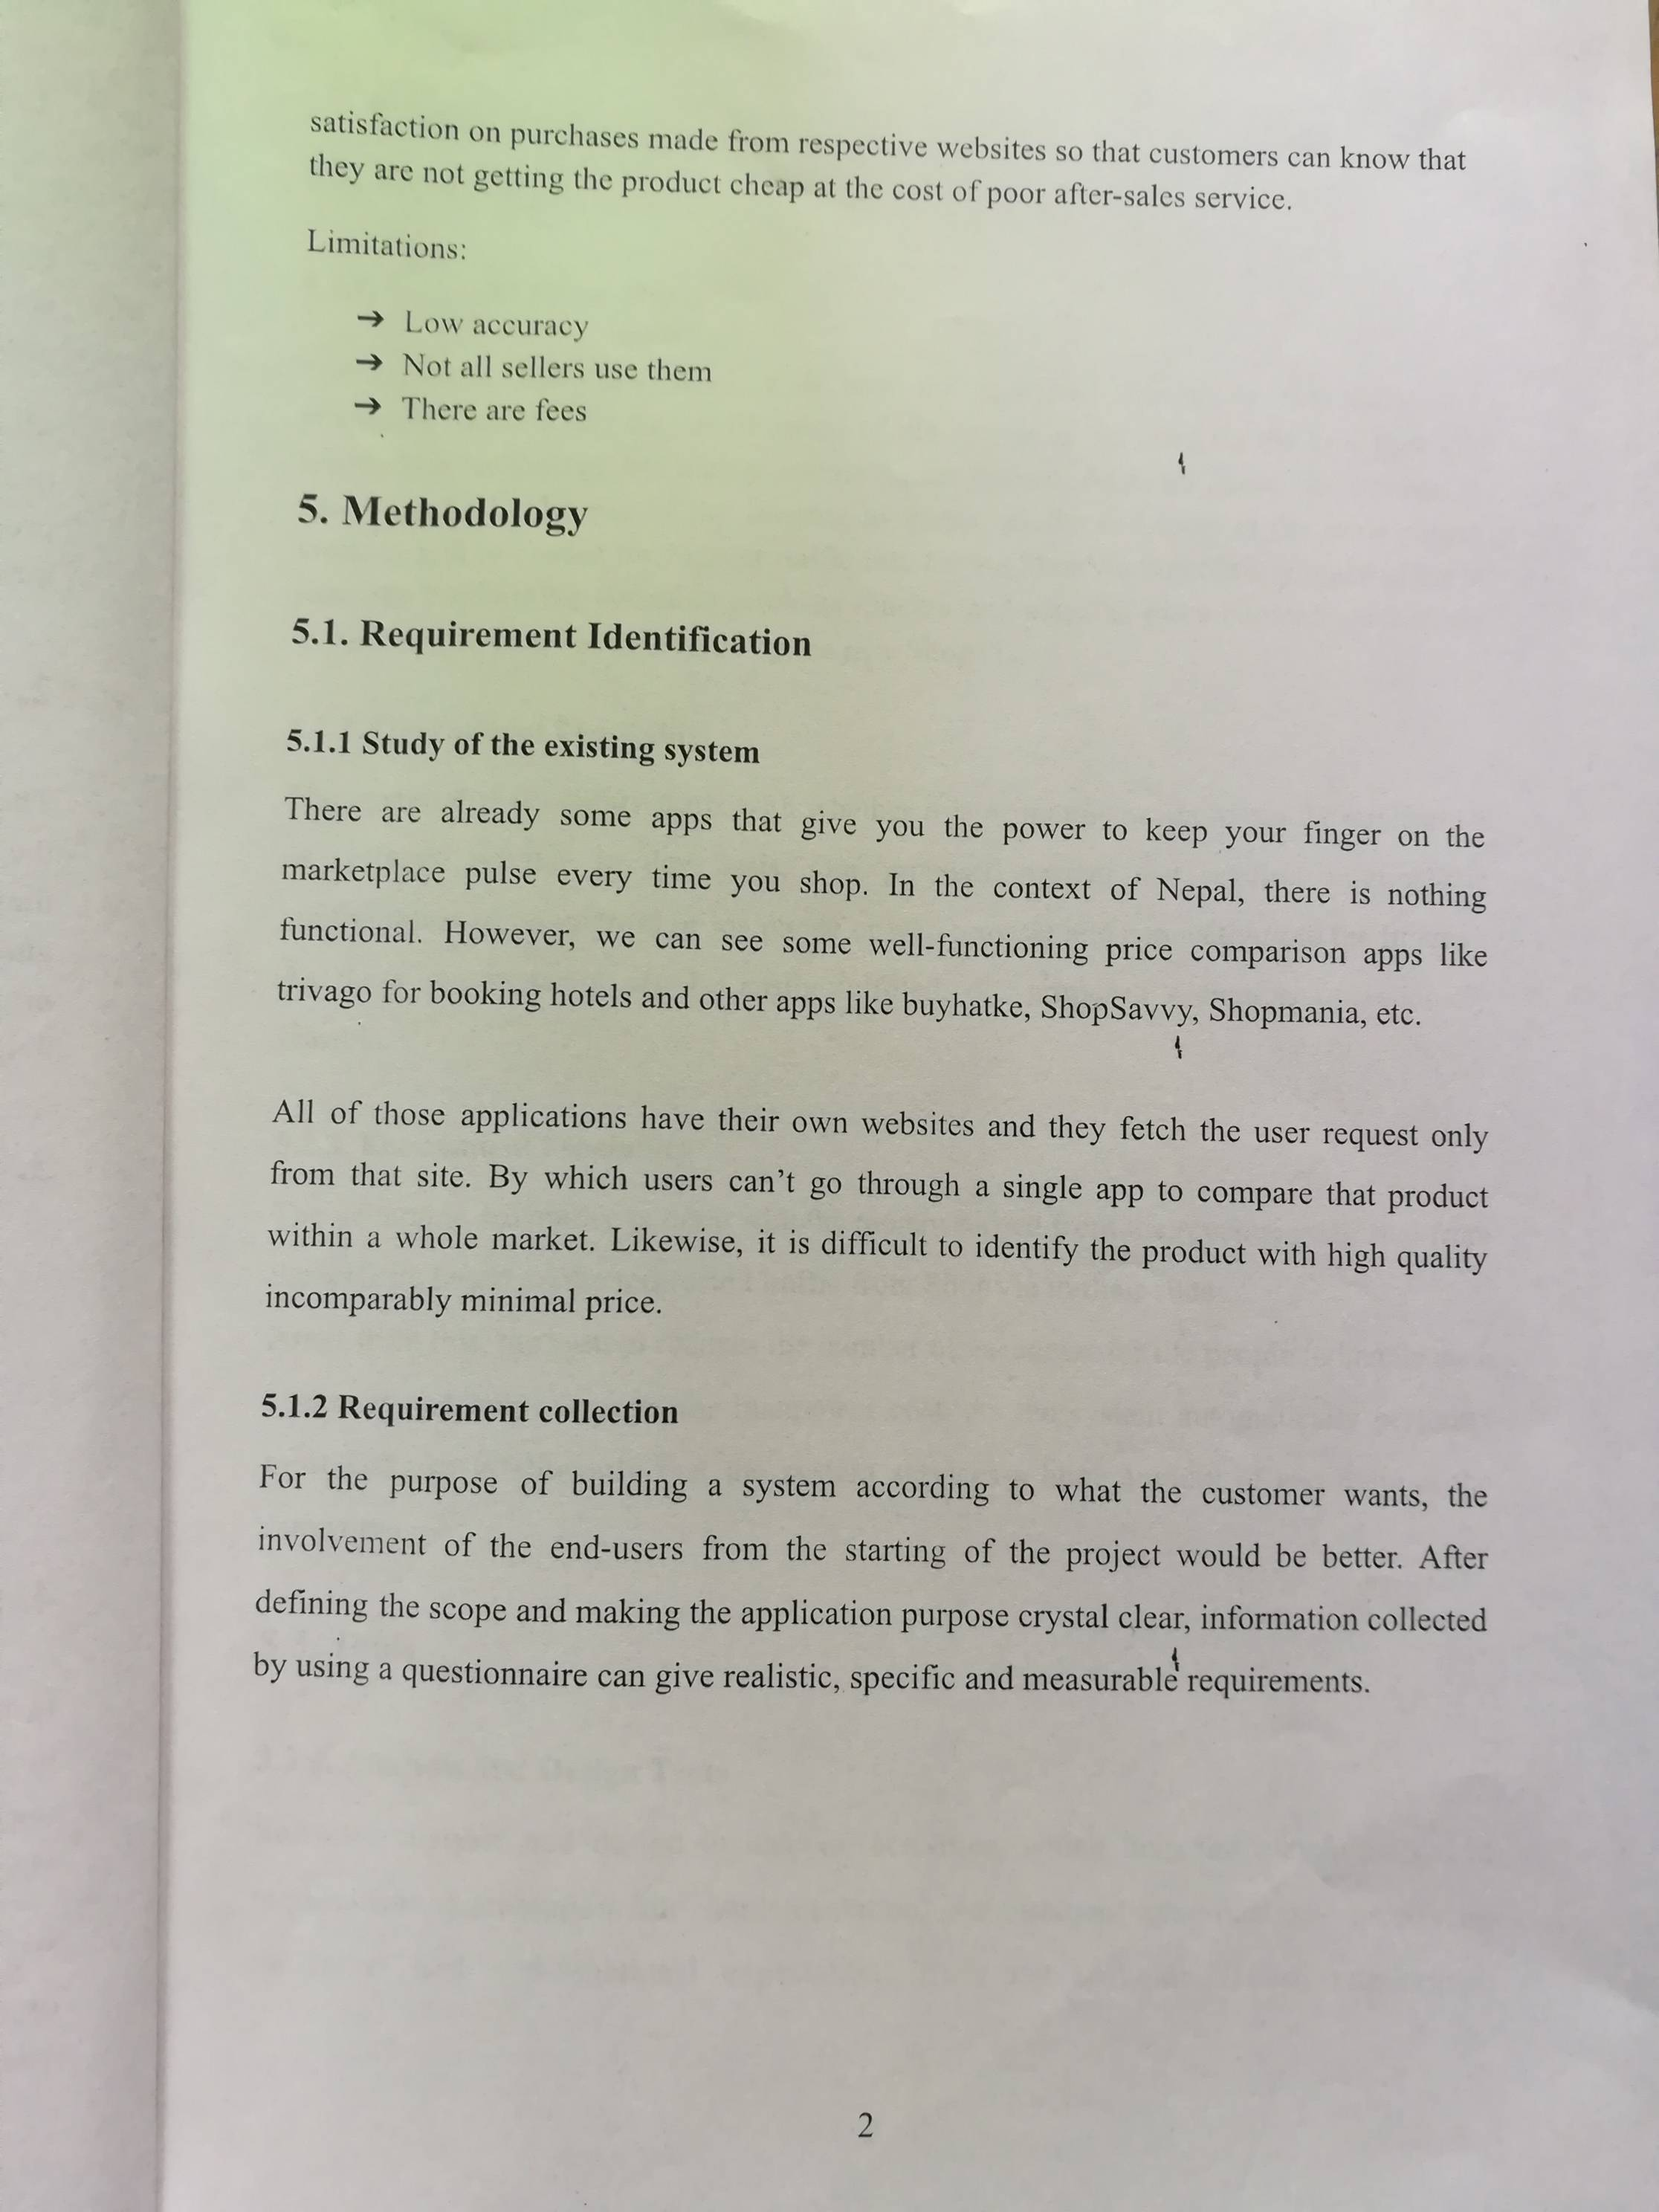 satisfaction on purchases made from respective websites so that customers can know that
they are not getting the product cheap at the cost of poor after-sales service.
Limitations:
→ Low accuracy
→ Not all sellers use them
→ There are fees
5. Methodology
5.1. Requirement Identification
5.1.1 Study of the existing system
There are already some apps that give you the power to keep your finger on the
marketplace pulse every time you shop. In the context of Nepal, there is nothing
functional. However, we can see some well-functioning price comparison apps like
trivago for booking hotels and other apps like buyhatke, ShopSavvy, Shopmania, etc.
All of those applications have their own websites and they fetch the user request only
from that site. By which users can't go through a single app to compare that product
within a whole market. Likewise, it is difficult to identify the product with high quality
incomparably minimal price.
5.1.2 Requirement collection
For the purpose of building a system according to what the customer wants, the
involvement of the end-users from the starting of the project would be better. After
defining the scope and making the application purpose crystal clear, information collected
by using a questionnaire can give realistic, specific and measurable requirements.
2